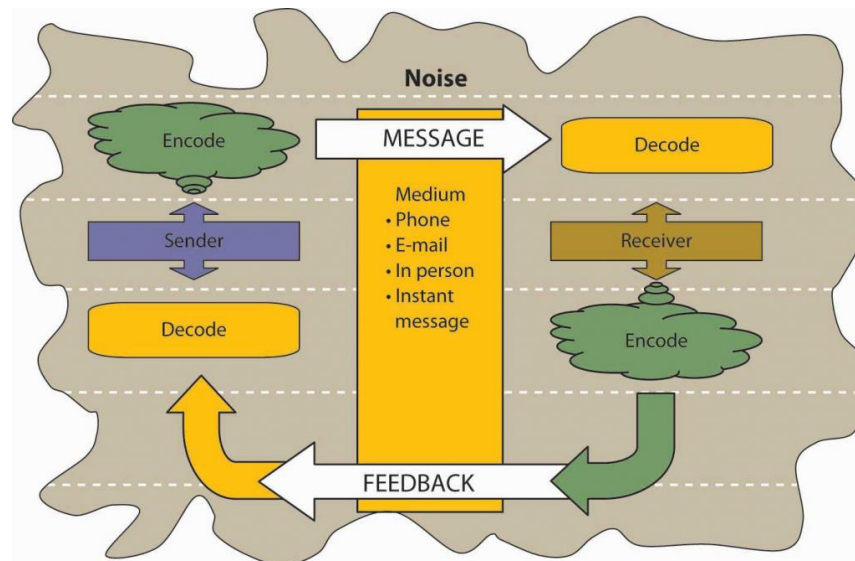 Noise
Encode
MESSAGE
Decode
Medium
• Phone
• E-mail
• In person
• Instant
message
Sender
Receiver
Decode
Encode
FEEDBACK